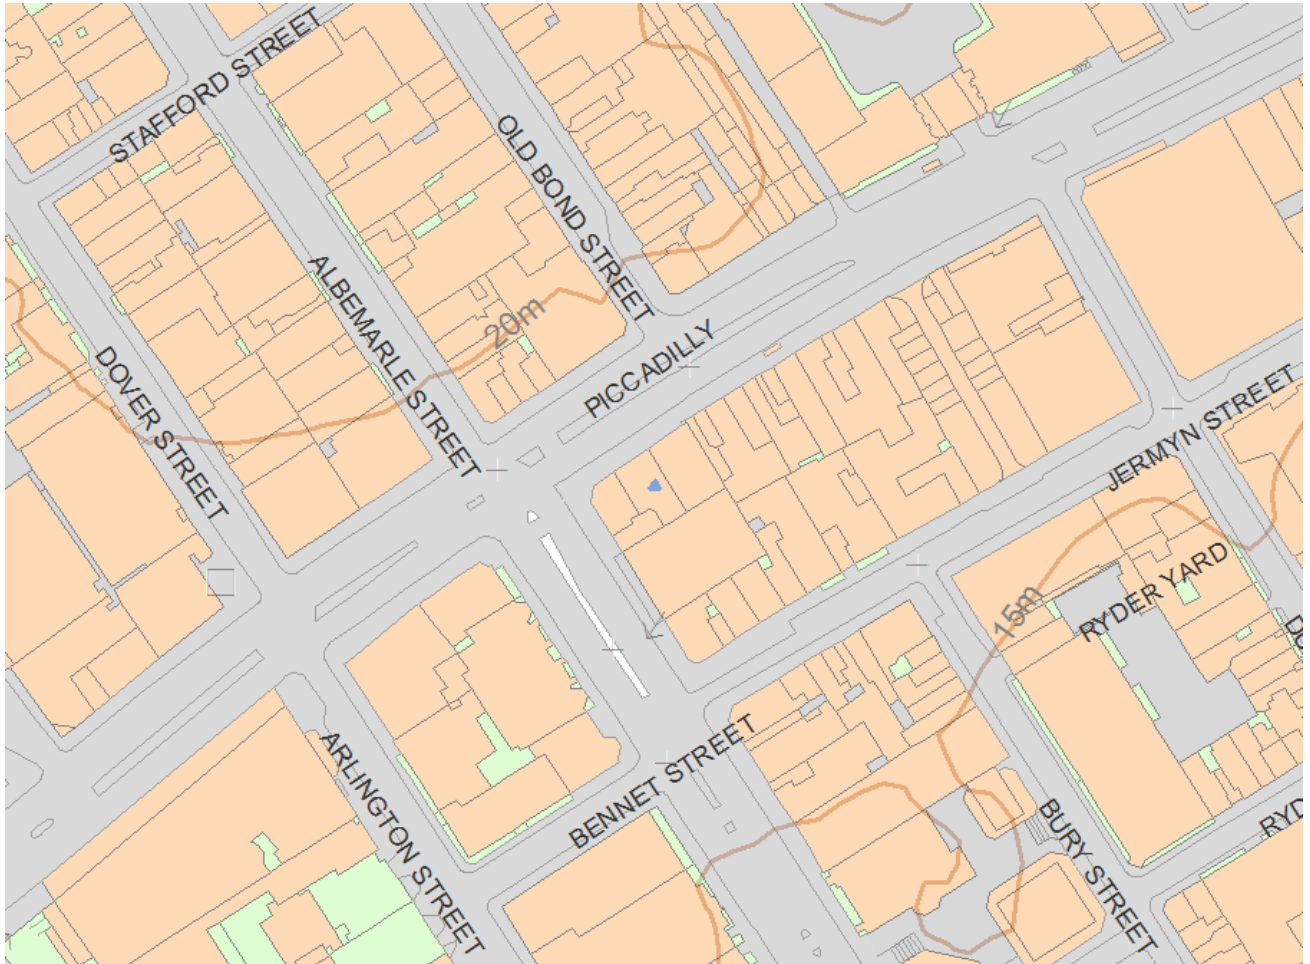 STAFFORD STREET
OLD BOND STREET
ALBEMARLE STREET
20m
PICCADILLY
DOVER STREET
JERMYN STREET
RYDER YARD
15m
BENNET STREET
ARLINGTON STREET
BURY STREET
RYD